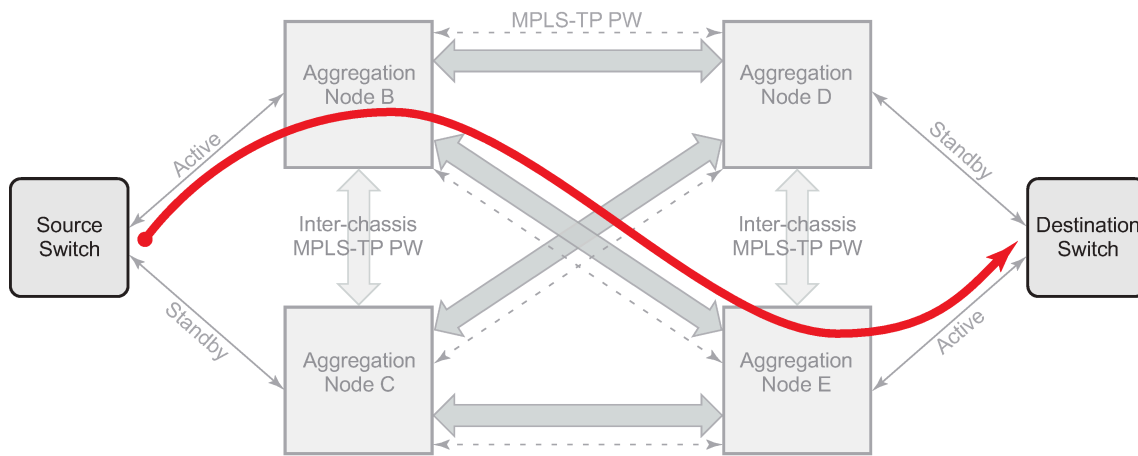 MPLS-TP PW
Aggregation
Node B
Aggregation
Node D
Active
Standby
Source
Switch
Inter-chassis
MPLS-TP PW
Inter-chassis
MPLS-TP PW
Destination
Switch
Standby
Active
Aggregation
Node C
Aggregation
Node E